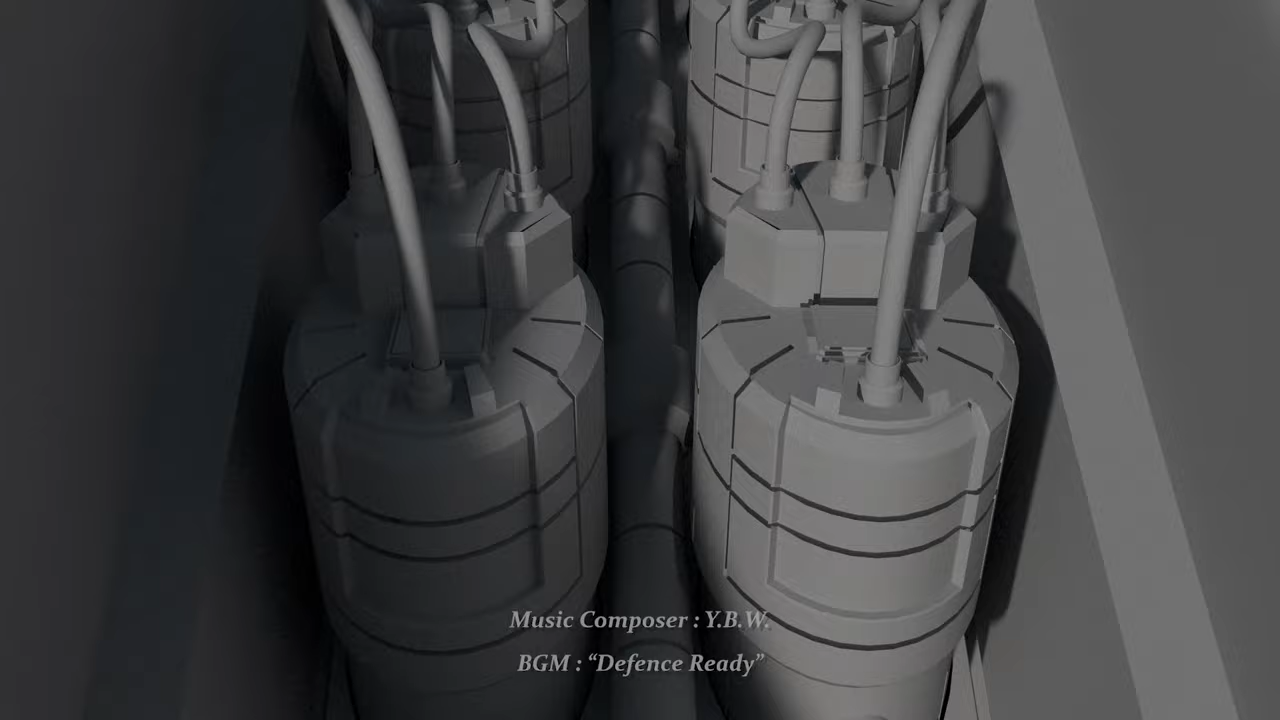 Music Composer : Y.B.W.
BGM : “Defence Ready”